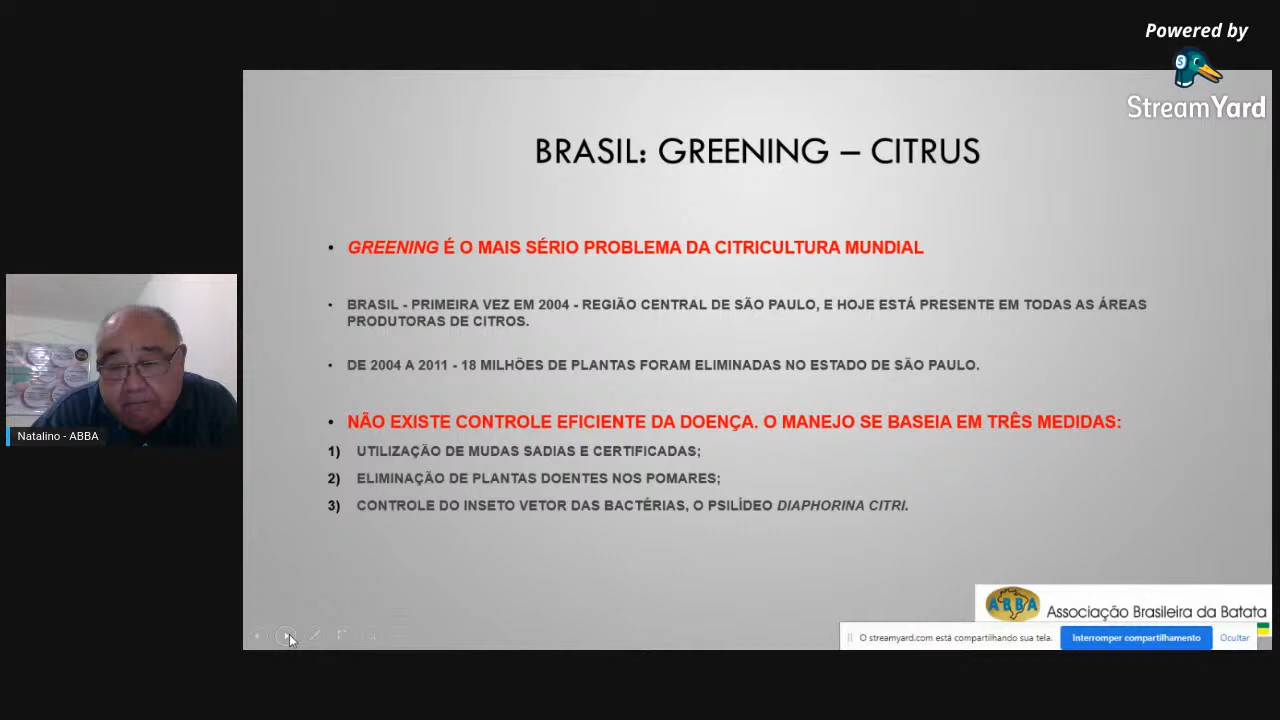 Powered by
StreamYard
BRASIL: GREENING – CITRUS
• GREENING É O MAIS SÉRIO PROBLEMA DA CITRICULTURA MUNDIAL
• BRASIL - PRIMEIRA VEZ EM 2004 - REGIÃO CENTRAL DE SÃO PAULO, E HOJE ESTÁ PRESENTE EM TODAS AS ÁREAS
PRODUTORAS DE CITROS.
• DE 2004 A 2011 - 18 MILHÕES DE PLANTAS FORAM ELIMINADAS NO ESTADO DE SÃO PAULO.
• NÃO EXISTE CONTROLE EFICIENTE DA DOENÇA. O MANEJO SE BASEIA EM TRÊS MEDIDAS:
1) UTILIZAÇÃO DE MUDAS SADIAS E CERTIFICADAS;
2) ELIMINAÇÃO DE PLANTAS DOENTES NOS POMARES;
3) CONTROLE DO INSETO VETOR DAS BACTÉRIAS, O PSILÍDEO DIAPHORINA CITRI.
Natalino - ABBA
ABBA Associação Brasileira da Batata
O streamyard.com está compartilhando sua tela. Interromper compartilhamento Ocultar